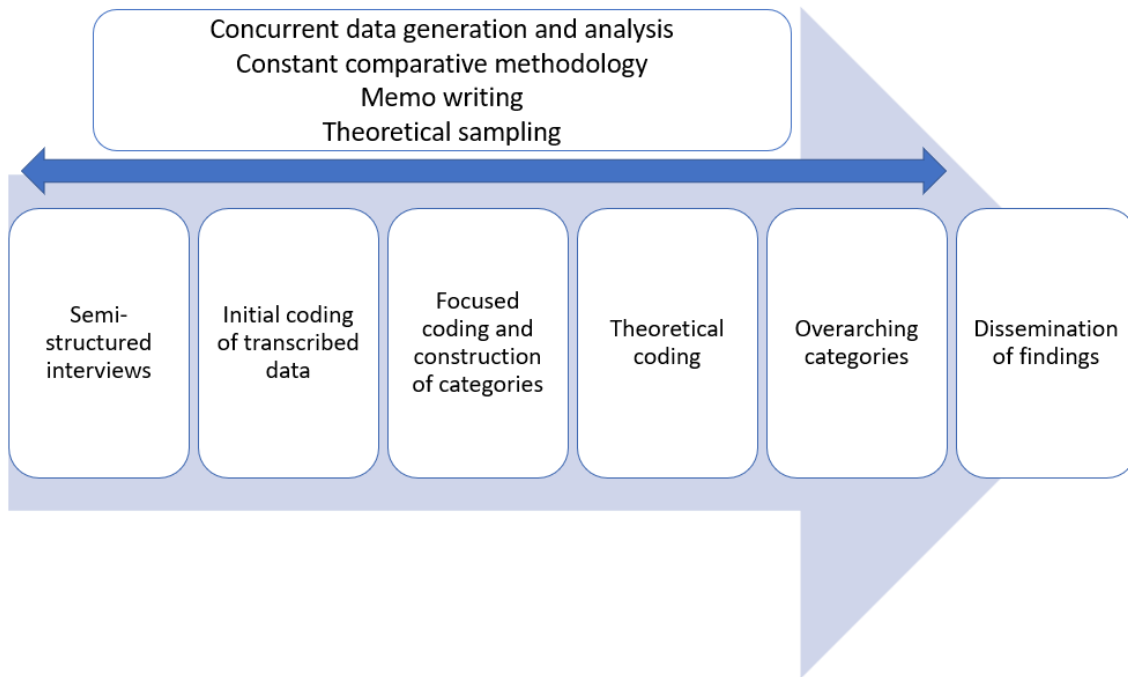 Concurrent data generation and analysis
Constant comparative methodology
Memo writing
Theoretical sampling
Semi-
structured
interviews
Initial coding
of transcribed
data
Focused
coding and
construction
of categories
Theoretical
coding
Overarching
categories
Dissemination
of findings